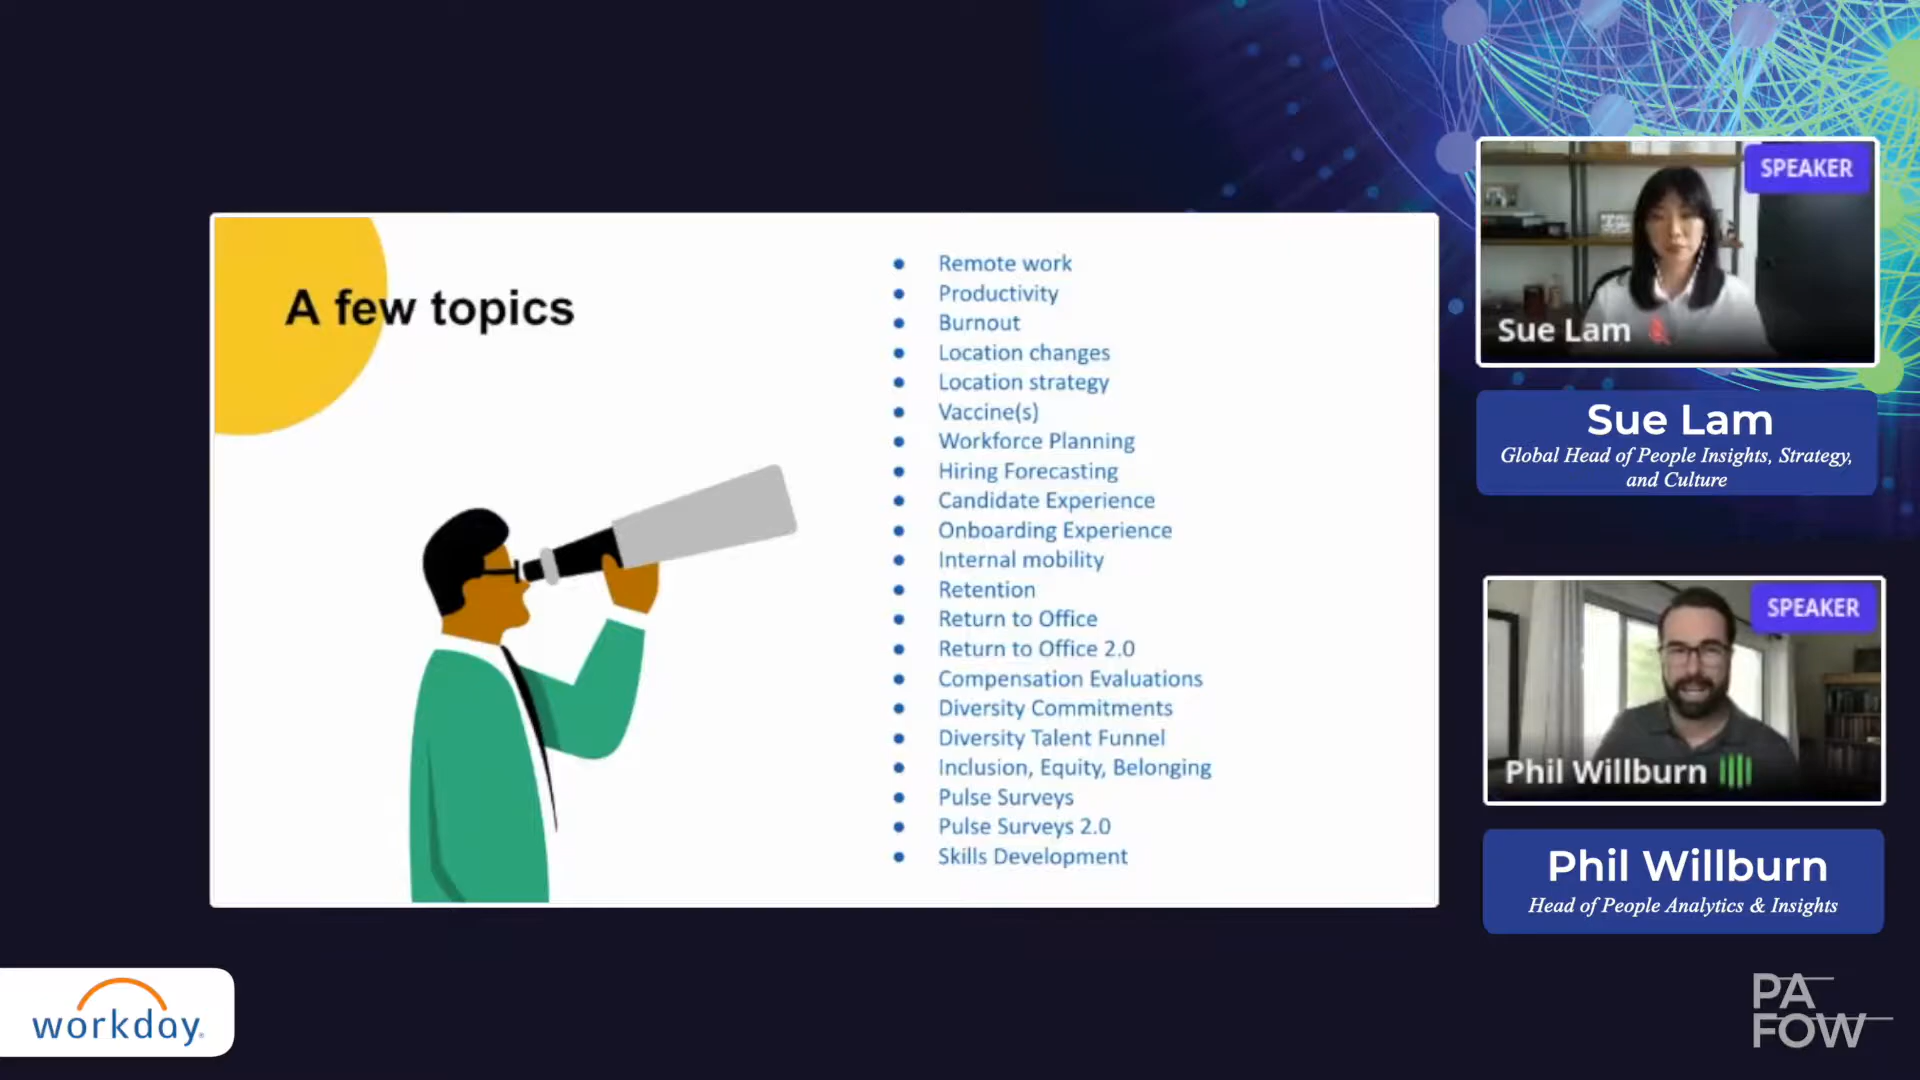 A few topics
Remote work
Productivity
Burnout
Location changes
Location strategy
Vaccine(s)
Workforce Planning
Hiring Forecasting
Candidate Experience
Onboarding Experience
Internal mobility
Retention
Return to Office
Return to Office 2.0
Compensation Evaluations
Diversity Commitments
Diversity Talent Funnel
Inclusion, Equity, Belonging
Pulse Surveys
Pulse Surveys 2.0
Skills Development
SPEAKER
Sue Lam
Sue Lam
Global Head of People Insights, Strategy,
and Culture
SPEAKER
Phil Willburn
Phil Willburn
Head of People Analytics & Insights
workday.
PA
FOW